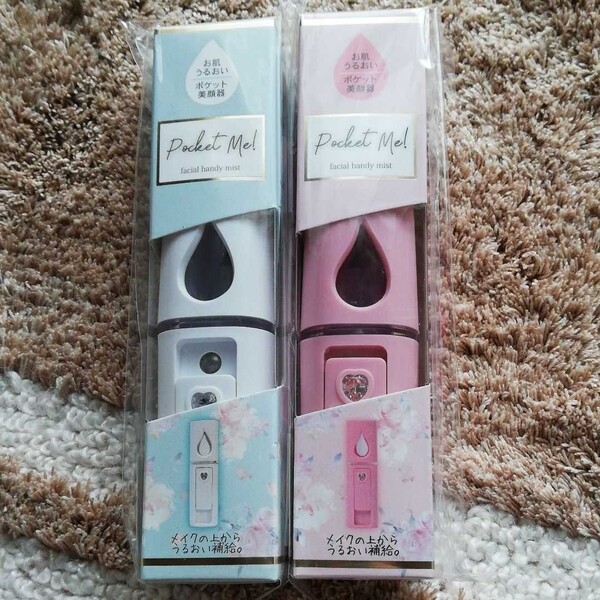 お肌
うるおい
ポケット
美顔器
Pocket Me!
facial handy mist
メイクの上から
うるおい補給。
お肌
うるおい
ポケット
美顔器
Pocket Me!
facial handy mist
メイクの上から
うるおい補給。